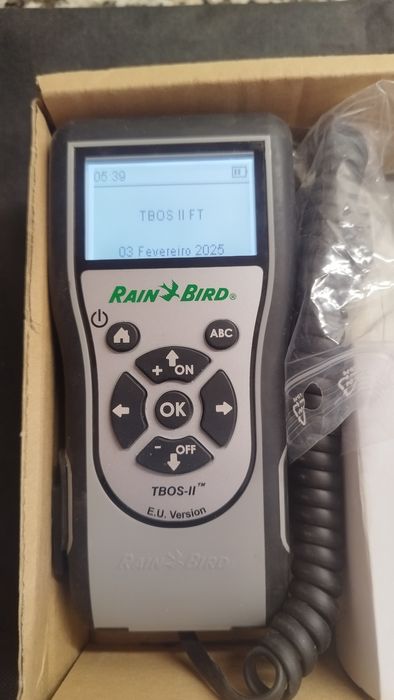 05:39
TBOS II FT
03 Fevereiro 2025
RAIN BIRD®
ABC
+ ON
← OK →
- OFF
TBOS-II™
E.U. Version
RAIN BIRD